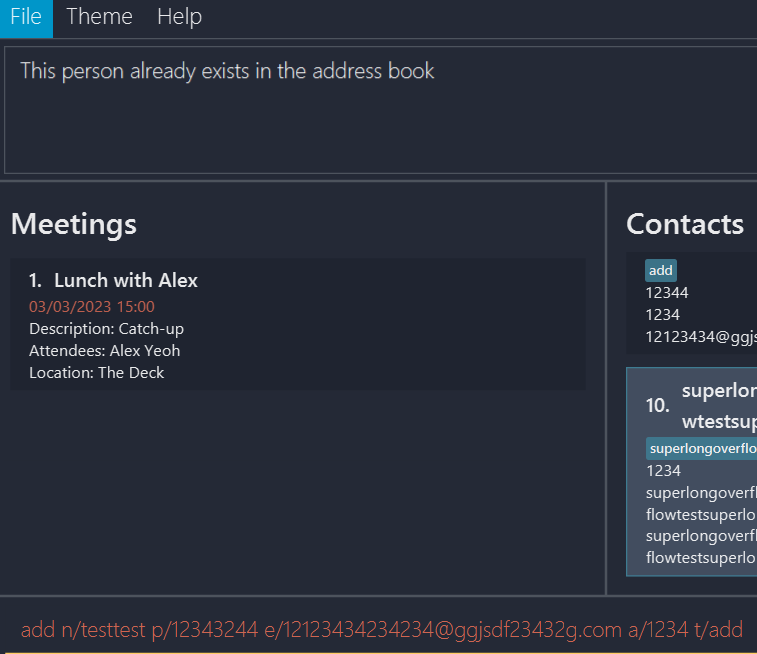 File Theme Help
This person already exists in the address book
Meetings
1. Lunch with Alex
03/03/2023 15:00
Description: Catch-up
Attendees: Alex Yeoh
Location: The Deck
Contacts
add
12344
1234
12123434@ggjs
10.
superlor
wtestsup
superlongoverflo
1234
superlongoverfl
flowtestsuperlo
superlongoverfl
flowtestsuperlo
add n/testtest p/12343244 e/12123434234234@ggjsdf23432g.com a/1234 t/add